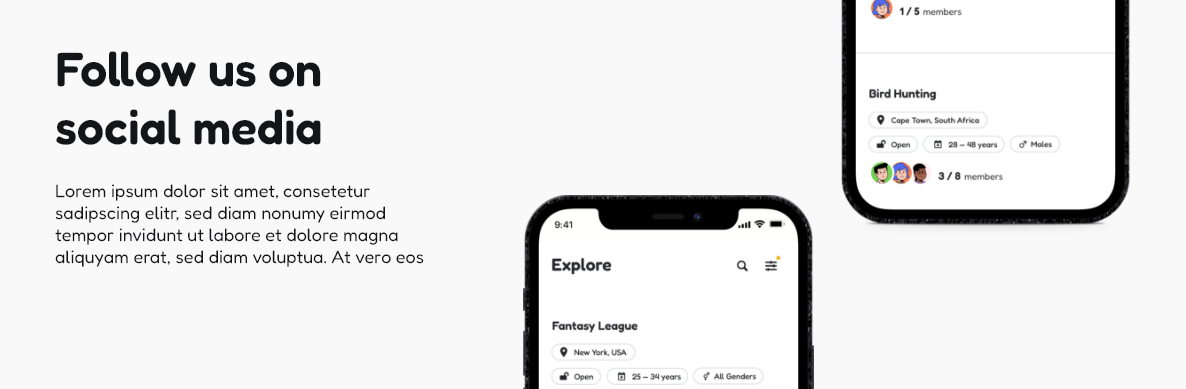 Follow us on
social media
Lorem ipsum dolor sit amet, consetetur
sadipscing elitr, sed diam nonumy eirmod
tempor invidunt ut labore et dolore magna
aliquyam erat, sed diam voluptua. At vero eos
9:41
Explore
Fantasy League
New York, USA
Open 25 – 34 years All Genders
1 / 5 members
Bird Hunting
Cape Town, South Africa
Open 28 – 48 years Males
3 / 8 members